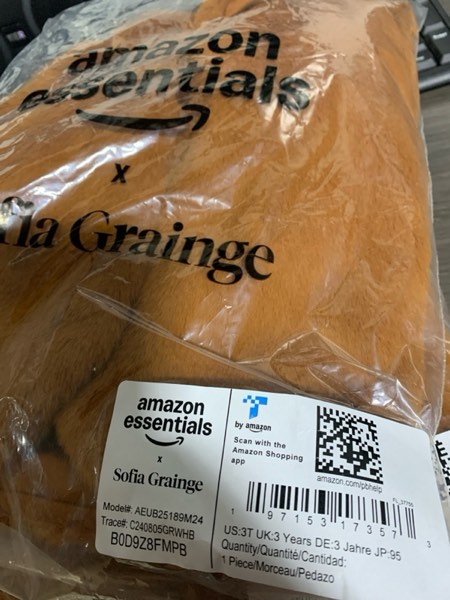 amazon
essentials
x
fia Grainge
amazon
essentials
x
Sofia Grainge
Model#: AEUB25189M24
Trace#: C240805GRWHB
B0D9Z8FMPB
by amazon
Scan with the
Amazon Shopping
app
amazon.com/pbhelp
FL_37755
1 97153 17357 3
US:3T UK:3 Years DE:3 Jahre JP:95
Quantity/Quantité/Cantidad:
1 Piece/Morceau/Pedazo